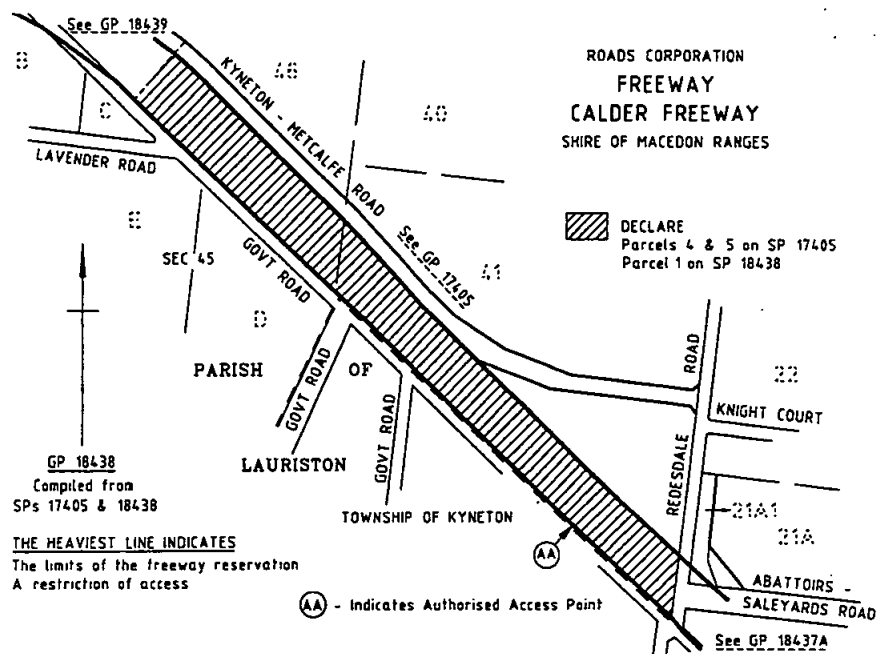 See GP 18439
ROADS CORPORATION
FREEWAY
CALDER FREEWAY
SHIRE OF MACEDON RANGES
B
46
KYNETON - METCALFE ROAD
40
C
LAVENDER ROAD
DECLARE
Parcels 4 & 5 on SP 17405
Parcel 1 on SP 18438
E
SEC 45
GOVT ROAD
See GP 17405
41
D
PARISH OF
LAURISTON
GOVT ROAD
GOVT ROAD
ROAD
22
KNIGHT COURT
REDESDALE
GP 18438
Compiled from
SPs 17405 & 18438
TOWNSHIP OF KYNETON
21A1
21A
THE HEAVIEST LINE INDICATES
The limits of the freeway reservation
A restriction of access
AA
AA - Indicates Authorised Access Point
ABATTOIRS -
SALEYARDS ROAD
See GP 18437A